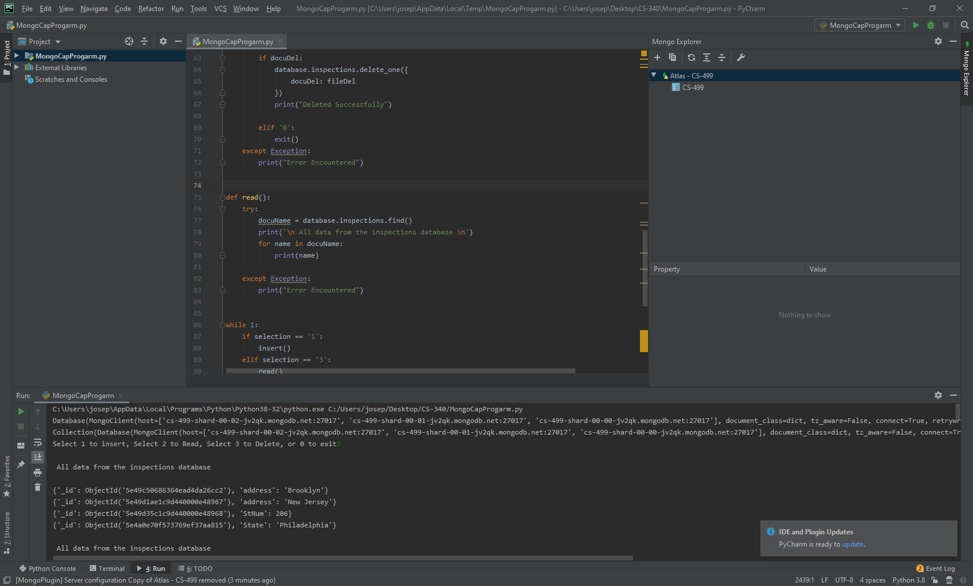 File Edit View Navigate Code Refactor Run Tools VCS Window Help MongoCapProgarm.py [C:\Users\josep\AppData\Local\Temp\MongoCapProgarm.py] - C:\Users\josep\Desktop\CS-340\MongoCapProgarm.py - PyCharm
MongoCapProgarm.py
MongoCapProgarm
Project
MongoCapProgarm.py
External Libraries
Scratches and Consoles
1: Project
MongoCapProgarm.py
63 if docuDel:
64 database.inspections.delete_one({
65 docuDel: fileDel
66 })
67 print("Deleted Successfully")
68
69 elif '0':
70 exit()
71 except Exception:
72 print("Error Encountered")
73
74
75 def read():
76 try:
77 docuName = database.inspections.find()
78 print('\n All data from the inspections database \n')
79 for name in docuName:
80 print(name)
81
82 except Exception:
83 print("Error Encountered")
84
85
86 while 1:
87 if selection == '1':
88 insert()
89 elif selection == '3':
90 read()
Mongo Explorer
Atlas - CS-499
CS-499
Property Value
Nothing to show
Mongo Explorer
Run: MongoCapProgarm
C:\Users\josep\AppData\Local\Programs\Python\Python38-32\python.exe C:/Users/josep/Desktop/CS-340/MongoCapProgarm.py
Database(MongoClient(host=['cs-499-shard-00-02-jv2qk.mongodb.net:27017', 'cs-499-shard-00-01-jv2qk.mongodb.net:27017', 'cs-499-shard-00-00-jv2qk.mongodb.net:27017'], document_class=dict, tz_aware=False, connect=True, retrywr
Collection(Database(MongoClient(host=['cs-499-shard-00-02-jv2qk.mongodb.net:27017', 'cs-499-shard-00-01-jv2qk.mongodb.net:27017', 'cs-499-shard-00-00-jv2qk.mongodb.net:27017'], document_class=dict, tz_aware=False, connect=Tr
Select 1 to insert, Select 2 to Read, Select 3 to Delete, or 0 to exit
All data from the inspections database
{'_id': ObjectId('5e49c50686364ead4da26cc2'), 'address': 'Brooklyn'}
{'_id': ObjectId('5e49d1ae1c9d440000e48967'), 'address': 'New Jersey'}
{'_id': ObjectId('5e49d35c1c9d440000e48968'), 'StNum': 206}
{'_id': ObjectId('5e4a0e70f573769ef37aa815'), 'State': 'Philadelphia'}
All data from the inspections database
2: Favorites
Z: Structure
IDE and Plugin Updates
PyCharm is ready to update.
Python Console Terminal 4: Run 6: TODO
2 Event Log
[MongoPlugin] Server configuration Copy of Atlas - CS-499 removed (3 minutes ago)
2439:1 LF UTF-8 4 spaces Python 3.8